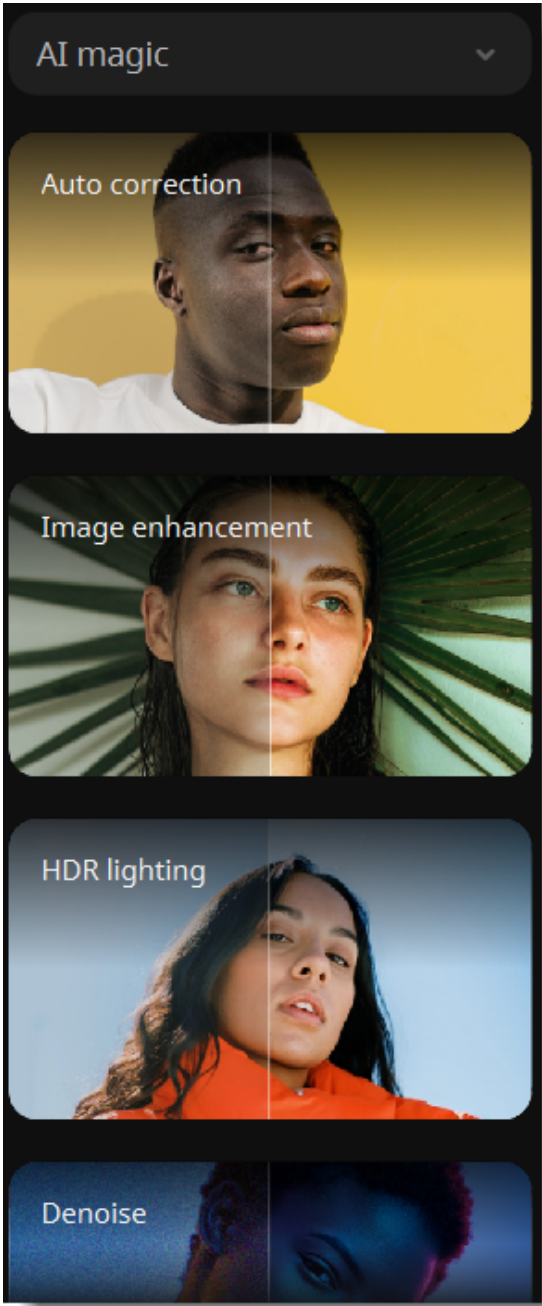 AI magic
Auto correction
Image enhancement
HDR lighting
Denoise